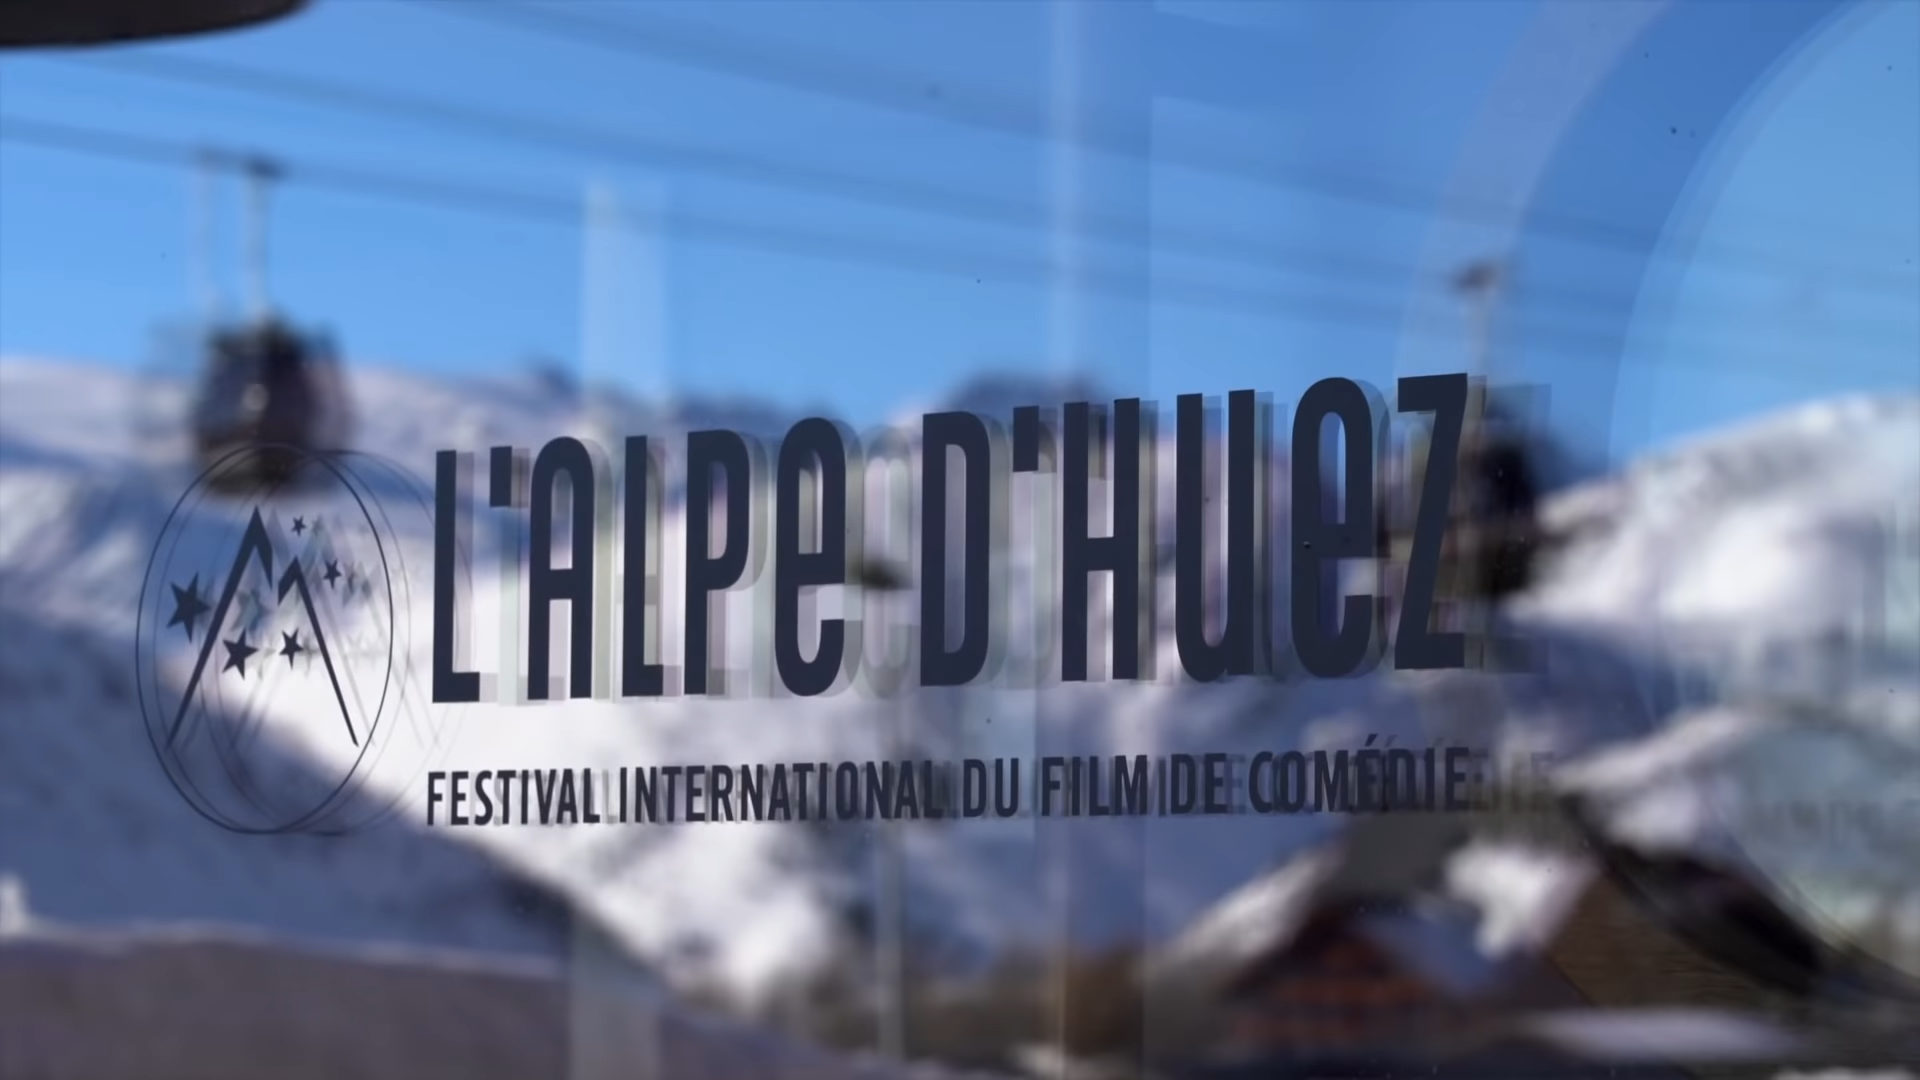 L'ALPE D'HUEZ
FESTIVAL INTERNATIONAL DU FILM DE COMÉDIE